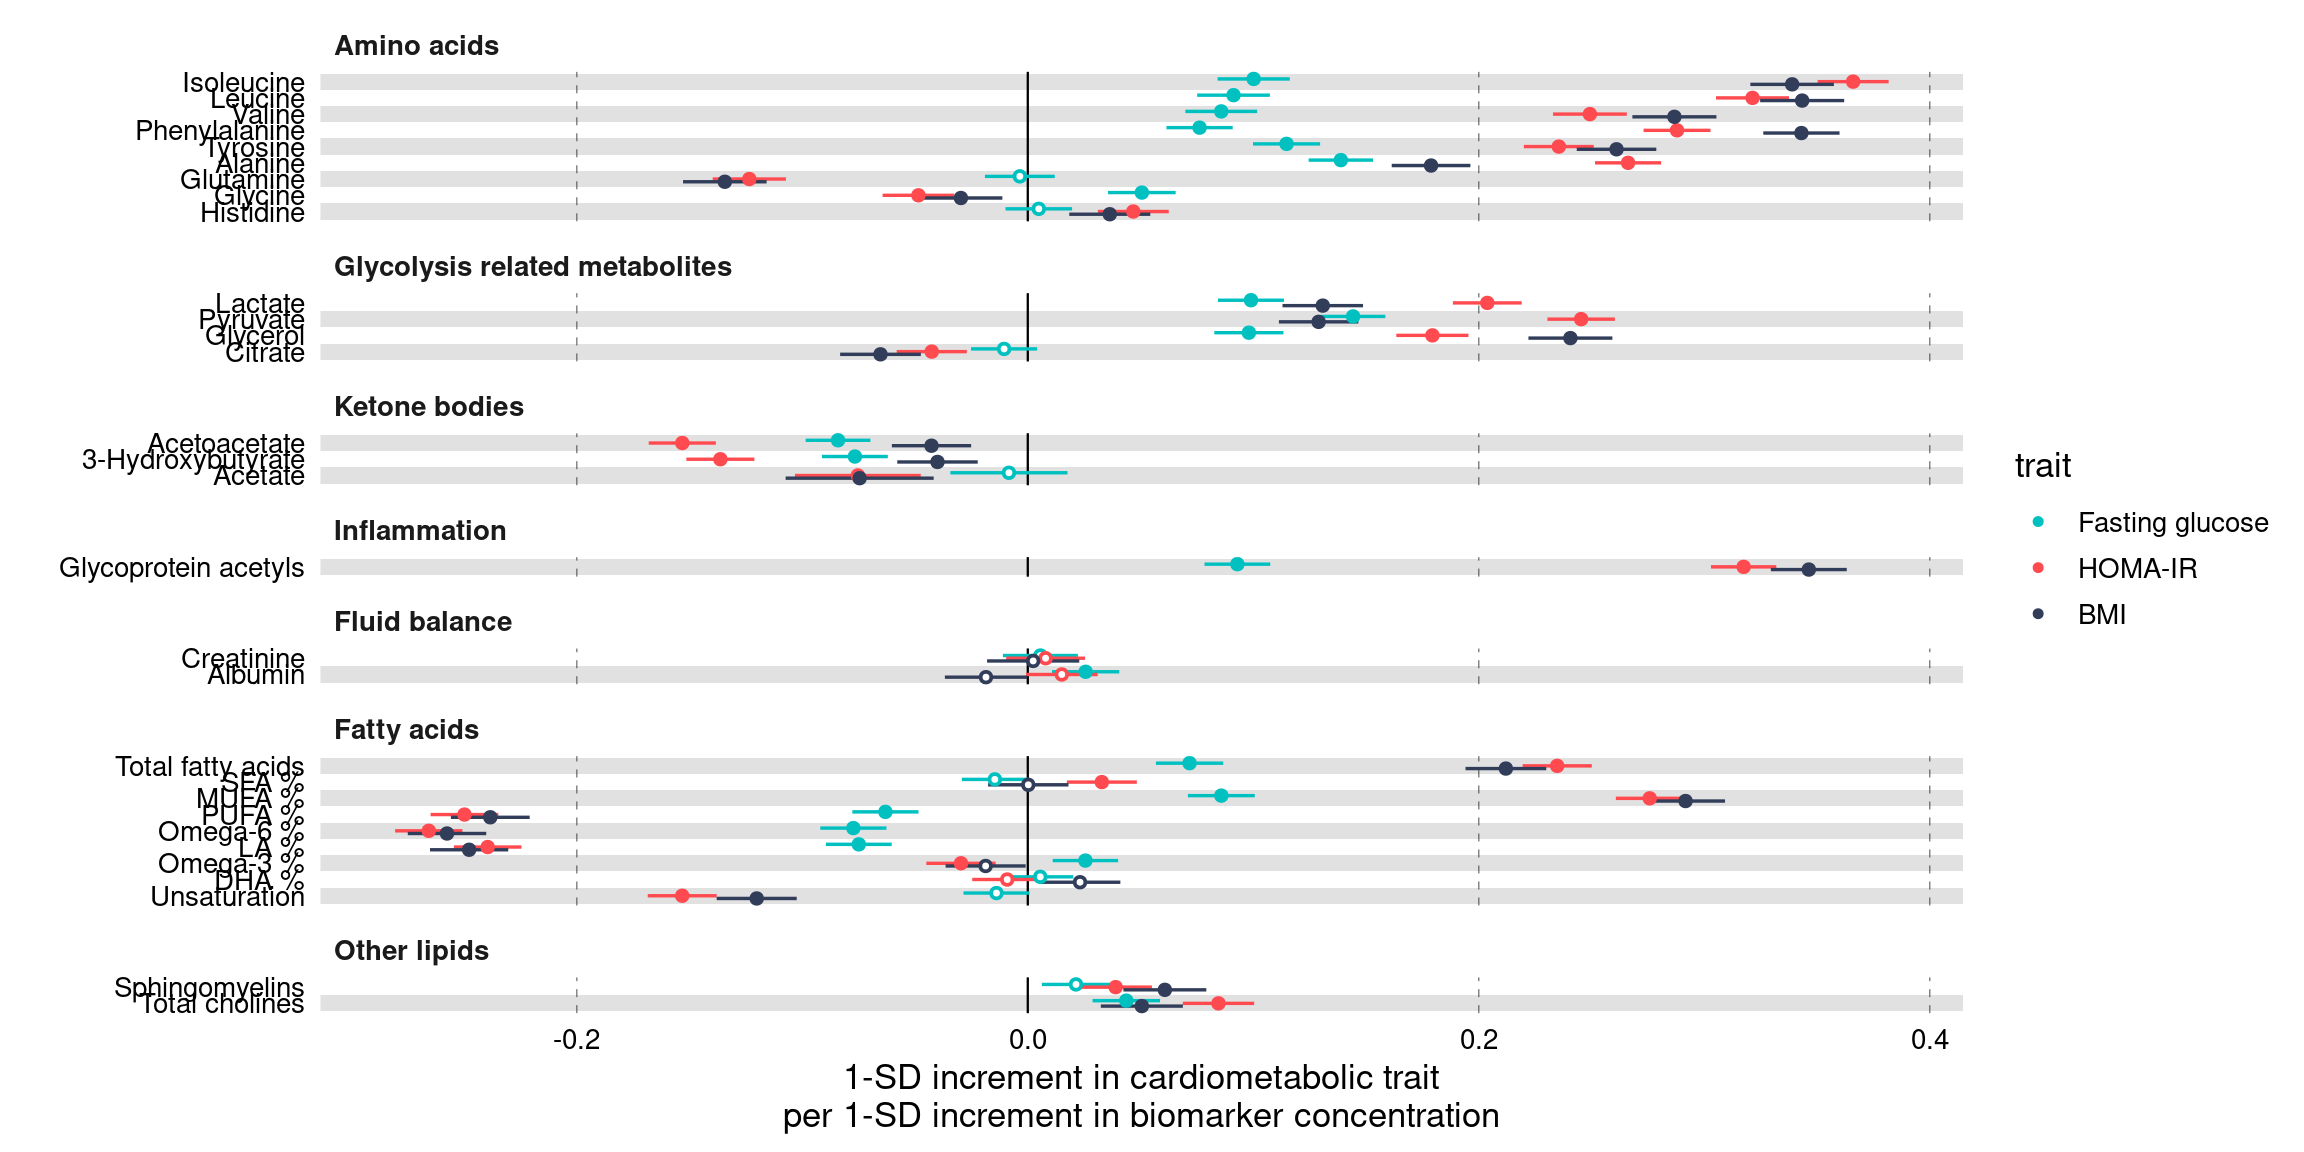 Amino acids
Isoleucine
Leucine
Valine
Phenylalanine
Tyrosine
Alanine
Glutamine
Glycine
Histidine
Glycolysis related metabolites
Lactate
Pyruvate
Glycerol
Citrate
Ketone bodies
Acetoacetate
3-Hydroxybutyrate
Acetate
Inflammation
Glycoprotein acetyls
Fluid balance
Creatinine
Albumin
Fatty acids
Total fatty acids
SFA %
MUFA %
PUFA %
Omega-6 %
LA %
Omega-3 %
DHA %
Unsaturation
Other lipids
Sphingomyelins
Total cholines
-0.2 0.0 0.2 0.4
1-SD increment in cardiometabolic trait
per 1-SD increment in biomarker concentration
trait
Fasting glucose
HOMA-IR
BMI